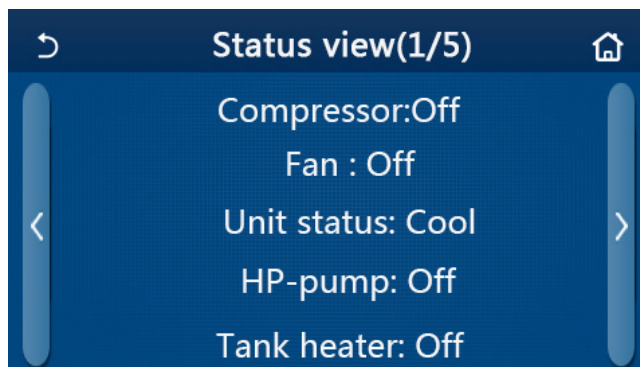 Status view(1/5)
Compressor:Off
Fan : Off
Unit status: Cool
HP-pump: Off
Tank heater: Off